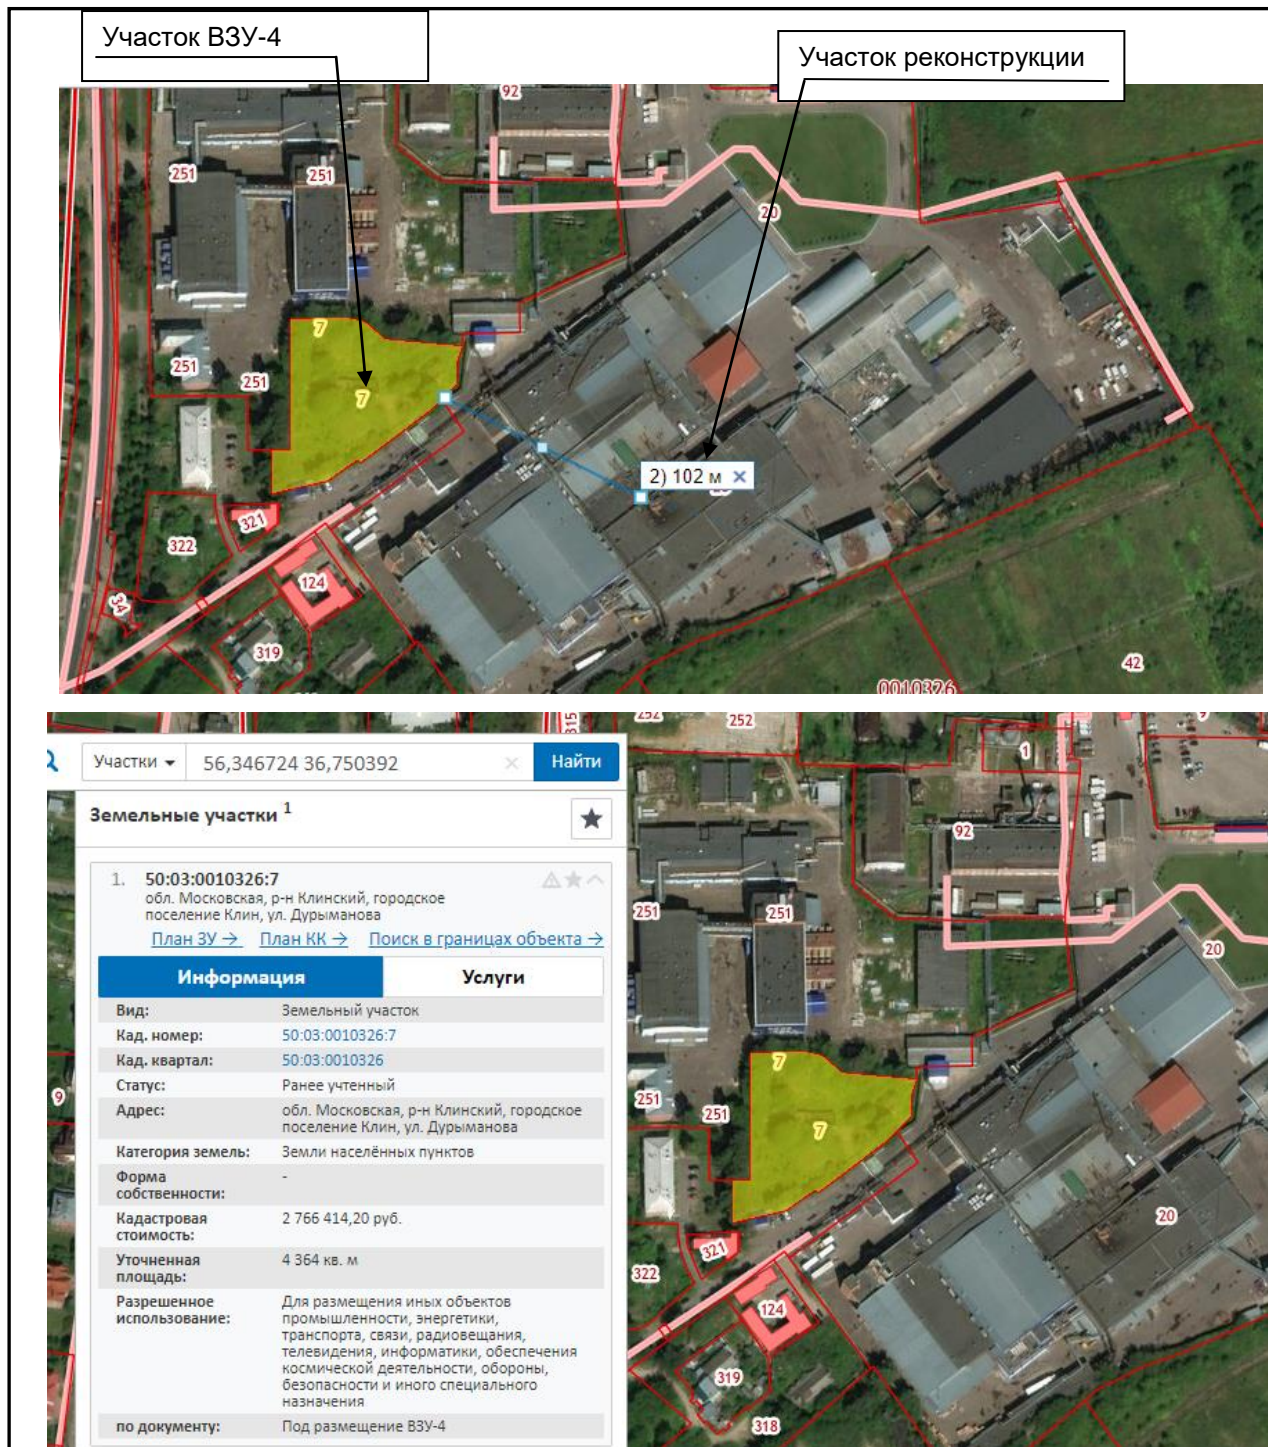 Участок ВЗУ-4
Участок реконструкции
92
251
251
20
7
251
251
7
2) 102 м ×
321
322
124
34
319
42
0010326
252
252
315
9
Участки
56,346724 36,750392
Найти
1
Земельные участки 1
92
1. 50:03:0010326:7
обл. Московская, р-н Клинский, городское
поселение Клин, ул. Дурыманова
251
251
План ЗУ → План КК → Поиск в границах объекта →
20
Информация Услуги
Вид: Земельный участок
Кад. номер: 50:03:0010326:7
Кад. квартал: 50:03:0010326
7
Статус: Ранее учтенный
9
251
251
Адрес: обл. Московская, р-н Клинский, городское
поселение Клин, ул. Дурыманова
7
Категория земель: Земли населённых пунктов
Форма
собственности: -
Кадастровая
стоимость: 2 766 414,20 руб.
20
Уточненная
площадь: 4 364 кв. м
321
322
Разрешенное
использование: Для размещения иных объектов
промышленности, энергетики,
транспорта, связи, радиовещания,
телевидения, информатики, обеспечения
космической деятельности, обороны,
безопасности и иного специального
назначения
124
319
по документу: Под размещение ВЗУ-4
318